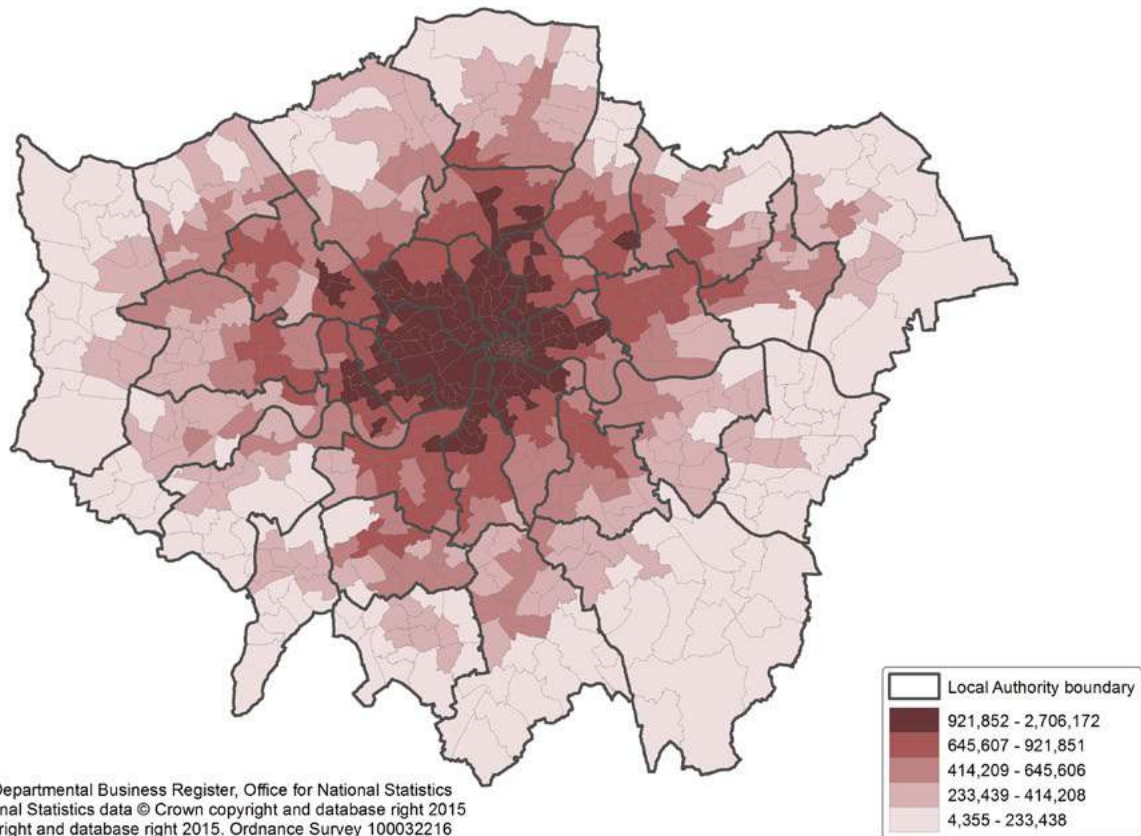 Departmental Business Register, Office for National Statistics
nal Statistics data © Crown copyright and database right 2015
right and database right 2015. Ordnance Survey 100032216
Local Authority boundary
921,852 - 2,706,172
645,607 - 921,851
414,209 - 645,606
233,439 - 414,208
4,355 - 233,438